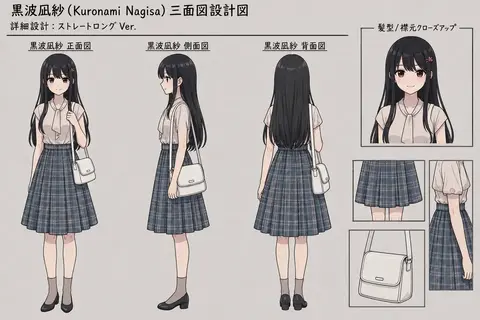 黒波凪紗 (Kuronami Nagisa) 三面図設計図
詳細設計 : ストレートロング Ver.
黒波凪紗 正面図
黒波凪紗 側面図
黒波凪紗 背面図
髪型 / 襟元クローズアップ